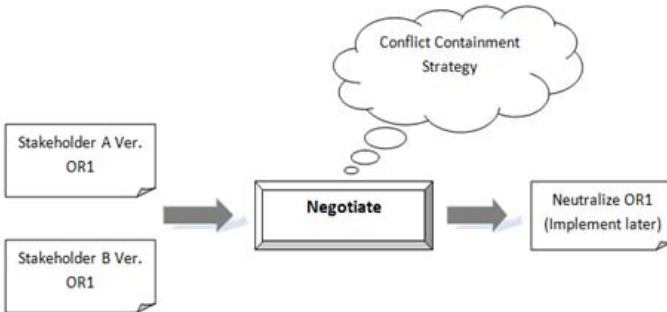 Conflict Containment
Strategy
Stakeholder A Ver.
OR1
Negotiate
Neutralize OR1
(Implement later)
Stakeholder B Ver.
OR1